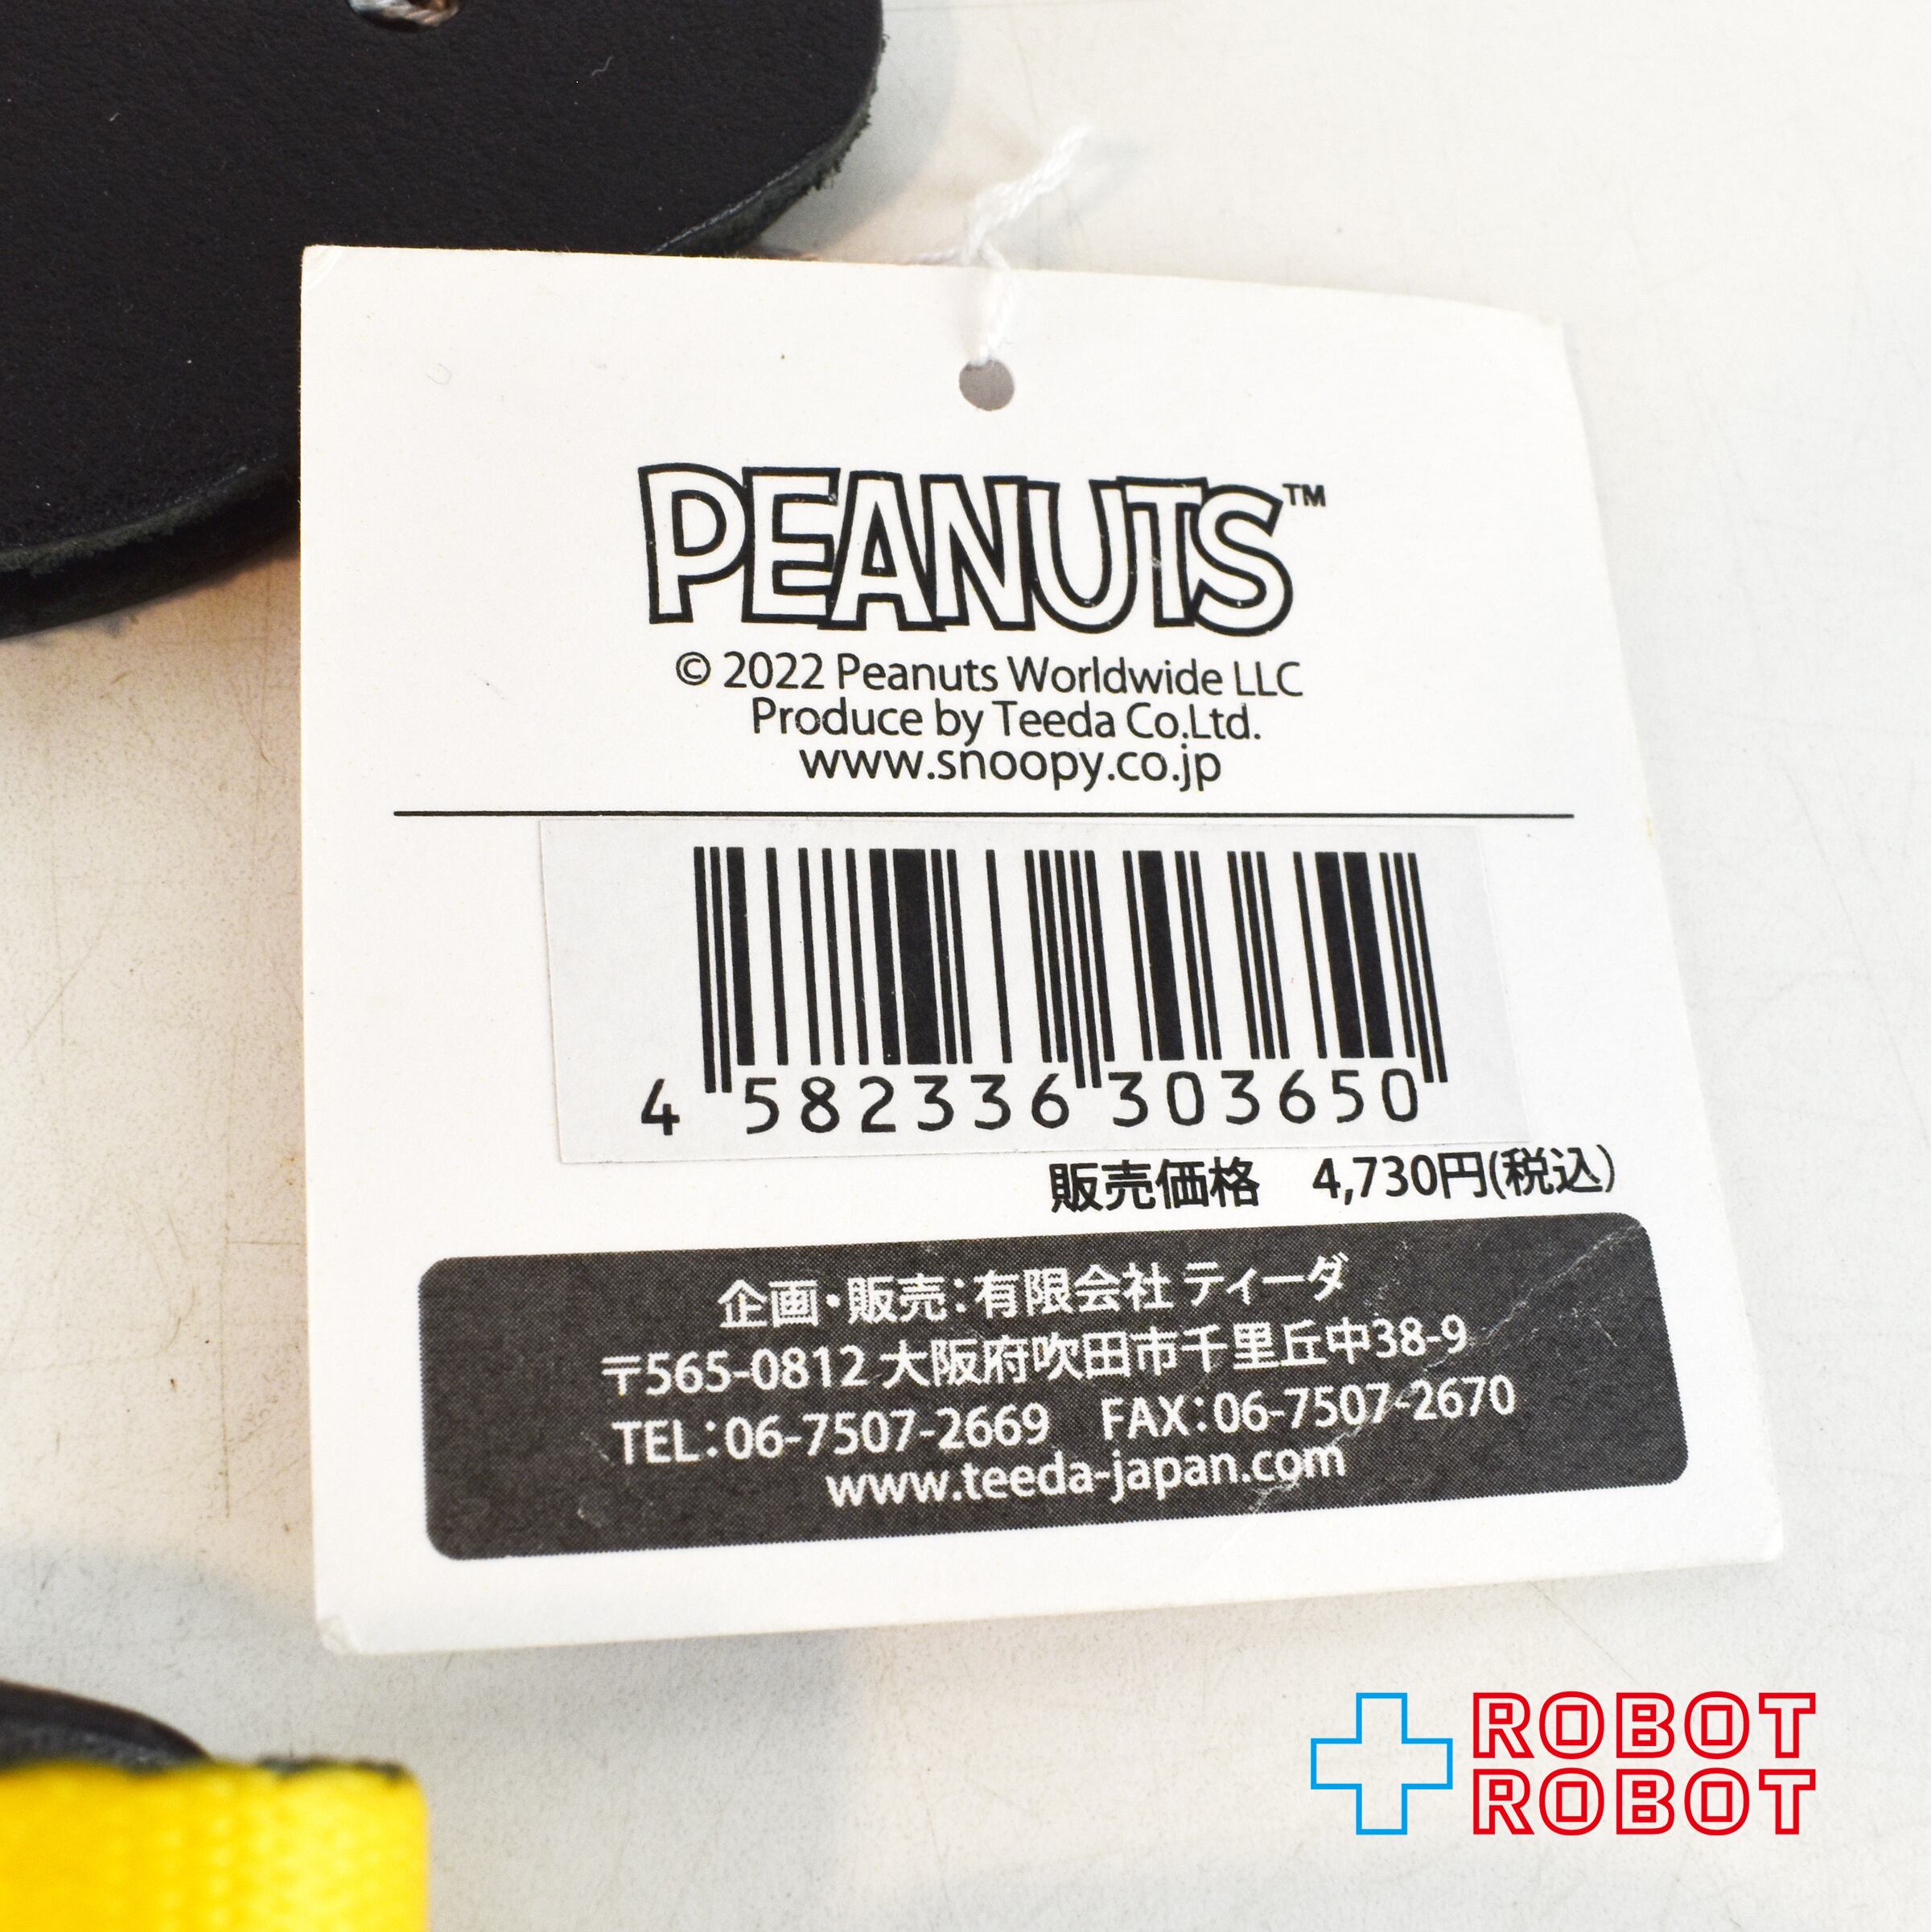 PEANUTS™
© 2022 Peanuts Worldwide LLC
Produce by Teeda Co.Ltd.
www.snoopy.co.jp
4 582336 303650
販売価格 4,730円(税込)
企画・販売:有限会社 ティーダ
〒565-0812 大阪府吹田市千里丘中38-9
TEL:06-7507-2669 FAX:06-7507-2670
www.teeda-japan.com
ROBOT
ROBOT